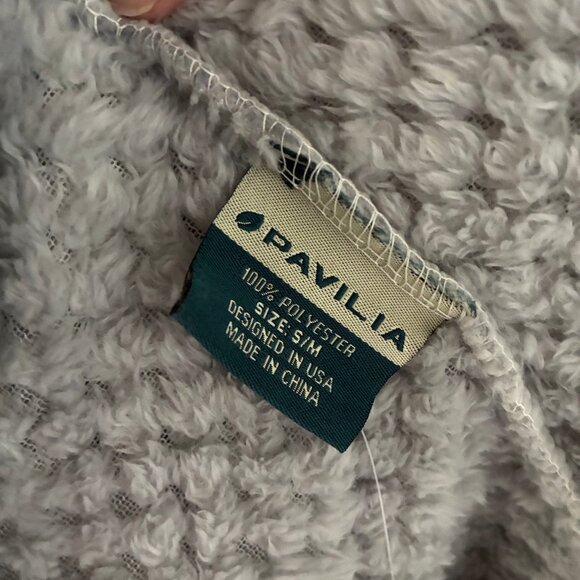 PAVILIA
100% POLYESTER
SIZE: S/M
DESIGNED IN USA
MADE IN CHINA